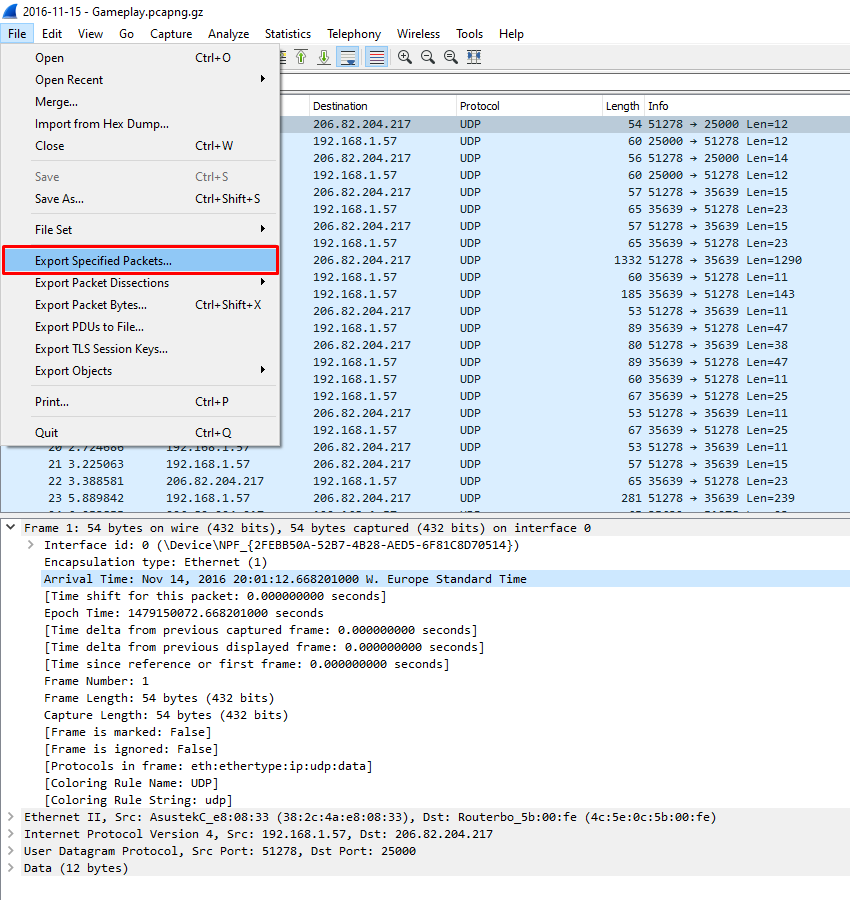 2016-11-15 - Gameplay.pcapng.gz
File Edit View Go Capture Analyze Statistics Telephony Wireless Tools Help
Open Ctrl+O
Open Recent
Merge...
Import from Hex Dump...
Close Ctrl+W
Save Ctrl+S
Save As... Ctrl+Shift+S
File Set
Export Specified Packets...
Export Packet Dissections
Export Packet Bytes... Ctrl+Shift+X
Export PDUs to File...
Export TLS Session Keys...
Export Objects
Print... Ctrl+P
Quit Ctrl+Q
Destination Protocol Length Info
206.82.204.217 UDP 54 51278 → 25000 Len=12
192.168.1.57 UDP 60 25000 → 51278 Len=12
206.82.204.217 UDP 56 51278 → 25000 Len=14
192.168.1.57 UDP 60 25000 → 51278 Len=12
206.82.204.217 UDP 57 51278 → 35639 Len=15
192.168.1.57 UDP 65 35639 → 51278 Len=23
206.82.204.217 UDP 57 51278 → 35639 Len=15
192.168.1.57 UDP 65 35639 → 51278 Len=23
206.82.204.217 UDP 1332 51278 → 35639 Len=1290
192.168.1.57 UDP 60 35639 → 51278 Len=11
192.168.1.57 UDP 185 35639 → 51278 Len=143
206.82.204.217 UDP 53 51278 → 35639 Len=11
192.168.1.57 UDP 89 35639 → 51278 Len=47
206.82.204.217 UDP 80 51278 → 35639 Len=38
192.168.1.57 UDP 89 35639 → 51278 Len=47
192.168.1.57 UDP 60 35639 → 51278 Len=11
192.168.1.57 UDP 67 35639 → 51278 Len=25
206.82.204.217 UDP 53 51278 → 35639 Len=11
192.168.1.57 UDP 67 35639 → 51278 Len=25
20 2.724686 192.168.1.57 206.82.204.217 UDP 53 51278 → 35639 Len=11
21 3.225063 192.168.1.57 206.82.204.217 UDP 57 51278 → 35639 Len=15
22 3.388581 206.82.204.217 192.168.1.57 UDP 65 35639 → 51278 Len=23
23 5.889842 192.168.1.57 206.82.204.217 UDP 281 51278 → 35639 Len=239
Frame 1: 54 bytes on wire (432 bits), 54 bytes captured (432 bits) on interface 0
Interface id: 0 (\Device\NPF_{2FEBB50A-52B7-4B28-AED5-6F81C8D70514})
Encapsulation type: Ethernet (1)
Arrival Time: Nov 14, 2016 20:01:12.668201000 W. Europe Standard Time
[Time shift for this packet: 0.000000000 seconds]
Epoch Time: 1479150072.668201000 seconds
[Time delta from previous captured frame: 0.000000000 seconds]
[Time delta from previous displayed frame: 0.000000000 seconds]
[Time since reference or first frame: 0.000000000 seconds]
Frame Number: 1
Frame Length: 54 bytes (432 bits)
Capture Length: 54 bytes (432 bits)
[Frame is marked: False]
[Frame is ignored: False]
[Protocols in frame: eth:ethertype:ip:udp:data]
[Coloring Rule Name: UDP]
[Coloring Rule String: udp]
Ethernet II, Src: AsustekC_e8:08:33 (38:2c:4a:e8:08:33), Dst: Routerbo_5b:00:fe (4c:5e:0c:5b:00:fe)
Internet Protocol Version 4, Src: 192.168.1.57, Dst: 206.82.204.217
User Datagram Protocol, Src Port: 51278, Dst Port: 25000
Data (12 bytes)